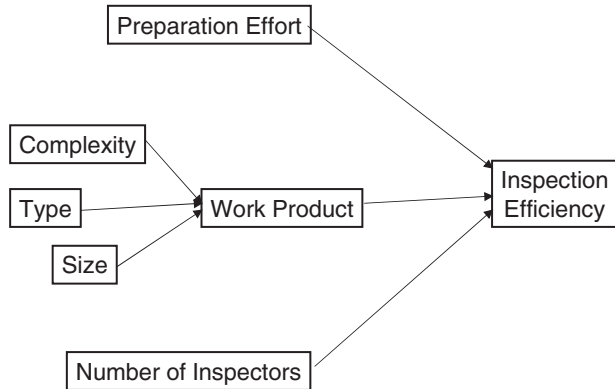 Preparation Effort
Complexity
Type
Size
Work Product
Inspection
Efficiency
Number of Inspectors